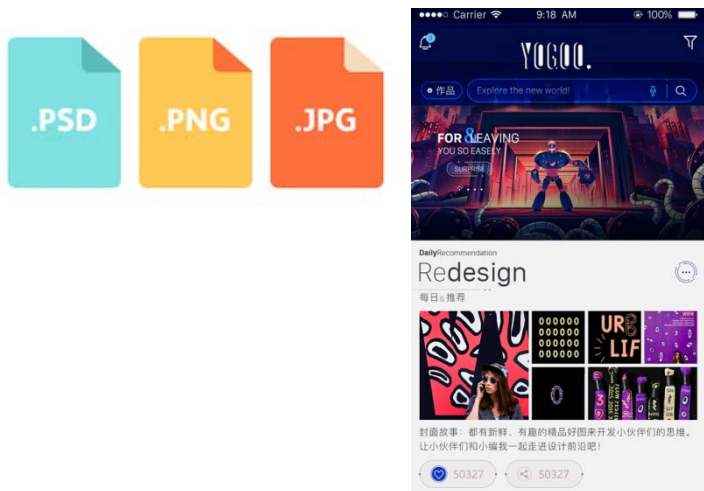 .PSD
.PNG
.JPG
Carrier
9:18 AM
100%
YOGOO.
作品
Explore the new world!
FOR & LEAVING
YOU SO EASELY
SURPRISE
DailyRecommendation
Redesign
每日&推荐
UR
LIF
封面故事：都有新鲜、有趣的精品好图来开发小伙伴们的思维。
让小伙伴们和小编我一起走进设计前沿吧！
50327
50327